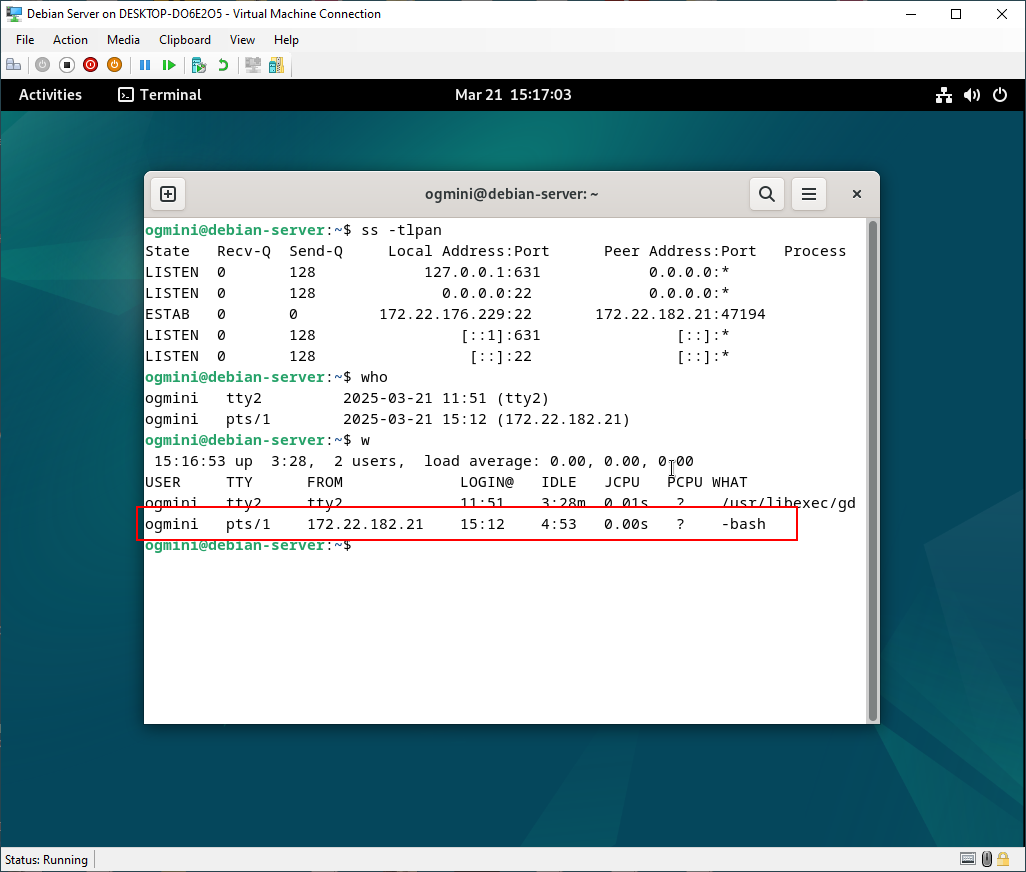 Debian Server on DESKTOP-DO6E2O5 - Virtual Machine Connection
File Action Media Clipboard View Help
Activities Terminal Mar 21 15:17:03
ogmini@debian-server: ~
ogmini@debian-server:~$ ss -tlpan
State Recv-Q Send-Q Local Address:Port Peer Address:Port Process
LISTEN 0 128 127.0.0.1:631 0.0.0.0:*
LISTEN 0 128 0.0.0.0:22 0.0.0.0:*
ESTAB 0 0 172.22.176.229:22 172.22.182.21:47194
LISTEN 0 128 [::1]:631 [::]:*
LISTEN 0 128 [::]:22 [::]:*
ogmini@debian-server:~$ who
ogmini tty2 2025-03-21 11:51 (tty2)
ogmini pts/1 2025-03-21 15:12 (172.22.182.21)
ogmini@debian-server:~$ w
15:16:53 up 3:28, 2 users, load average: 0.00, 0.00, 0.00
USER TTY FROM LOGIN@ IDLE JCPU PCPU WHAT
ogmini tty2 tty2 11:51 3:28m 0.01s ? /usr/libexec/gd
ogmini pts/1 172.22.182.21 15:12 4:53 0.00s ? -bash
ogmini@debian-server:~$
Status: Running